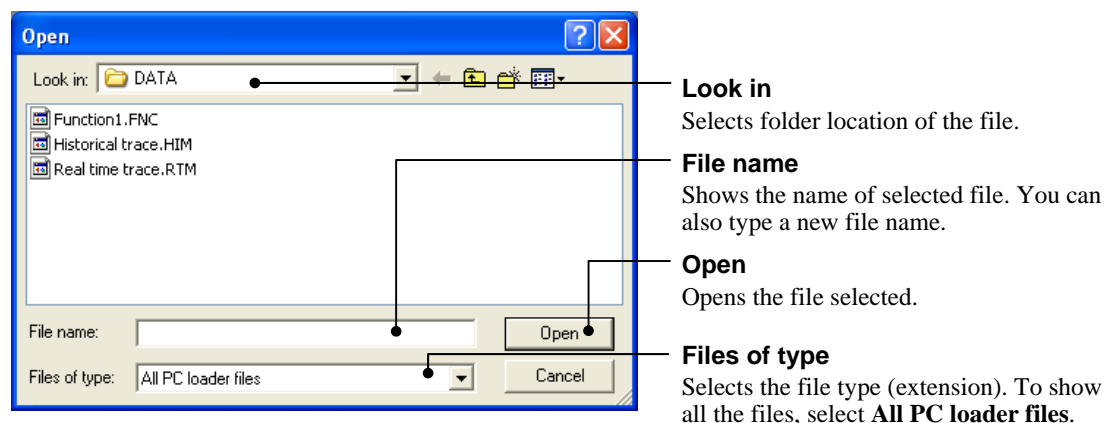 Open
Look in: DATA
Function1.FNC
Historical trace.HIM
Real time trace.RTM
File name:
Open
Files of type: All PC loader files
Cancel
Look in
Selects folder location of the file.
File name
Shows the name of selected file. You can
also type a new file name.
Open
Opens the file selected.
Files of type
Selects the file type (extension). To show
all the files, select All PC loader files.